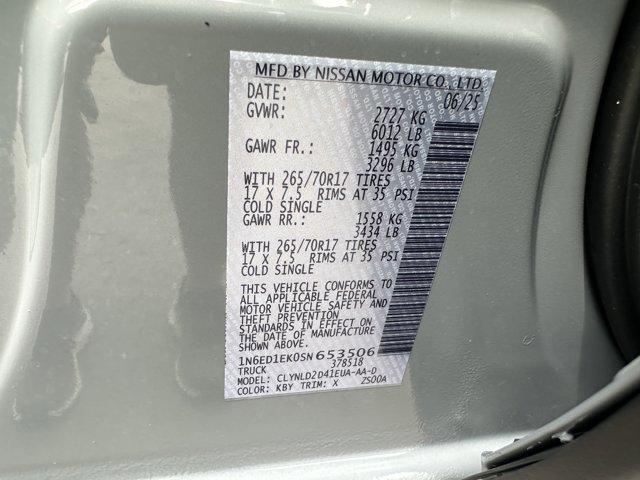 MFD BY NISSAN MOTOR CO., LTD.
DATE: 06/25
GVWR: 2727 KG
6012 LB
GAWR FR.: 1495 KG
3296 LB
WITH 265/70R17 TIRES
17 X 7.5 RIMS AT 35 PSI
COLD SINGLE
GAWR RR.: 1558 KG
3434 LB
WITH 265/70R17 TIRES
17 X 7.5 RIMS AT 35 PSI
COLD SINGLE
THIS VEHICLE CONFORMS TO
ALL APPLICABLE FEDERAL
MOTOR VEHICLE SAFETY AND
THEFT PREVENTION
STANDARDS IN EFFECT ON
THE DATE OF MANUFACTURE
SHOWN ABOVE.
1N6ED1EK0SN653506
TRUCK 378518
MODEL: CLYNLD2D41EUA-AA-D
COLOR: KBY TRIM: X ZS00A